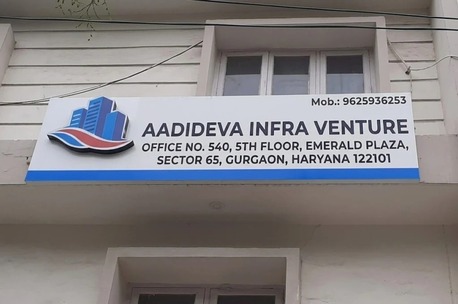 Mob.: 9625936253
AADIDEVA INFRA VENTURE
OFFICE NO. 540, 5TH FLOOR, EMERALD PLAZA,
SECTOR 65, GURGAON, HARYANA 122101